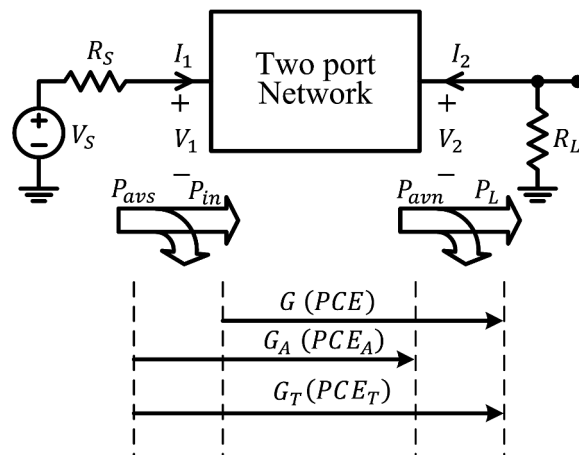 R_S
I_1
I_2
Two port
Network
+
+
+
−
V_S
V_1
V_2
R_L
−
−
P_avs
P_in
P_avn
P_L
G (PCE)
G_A (PCE_A)
G_T(PCE_T)